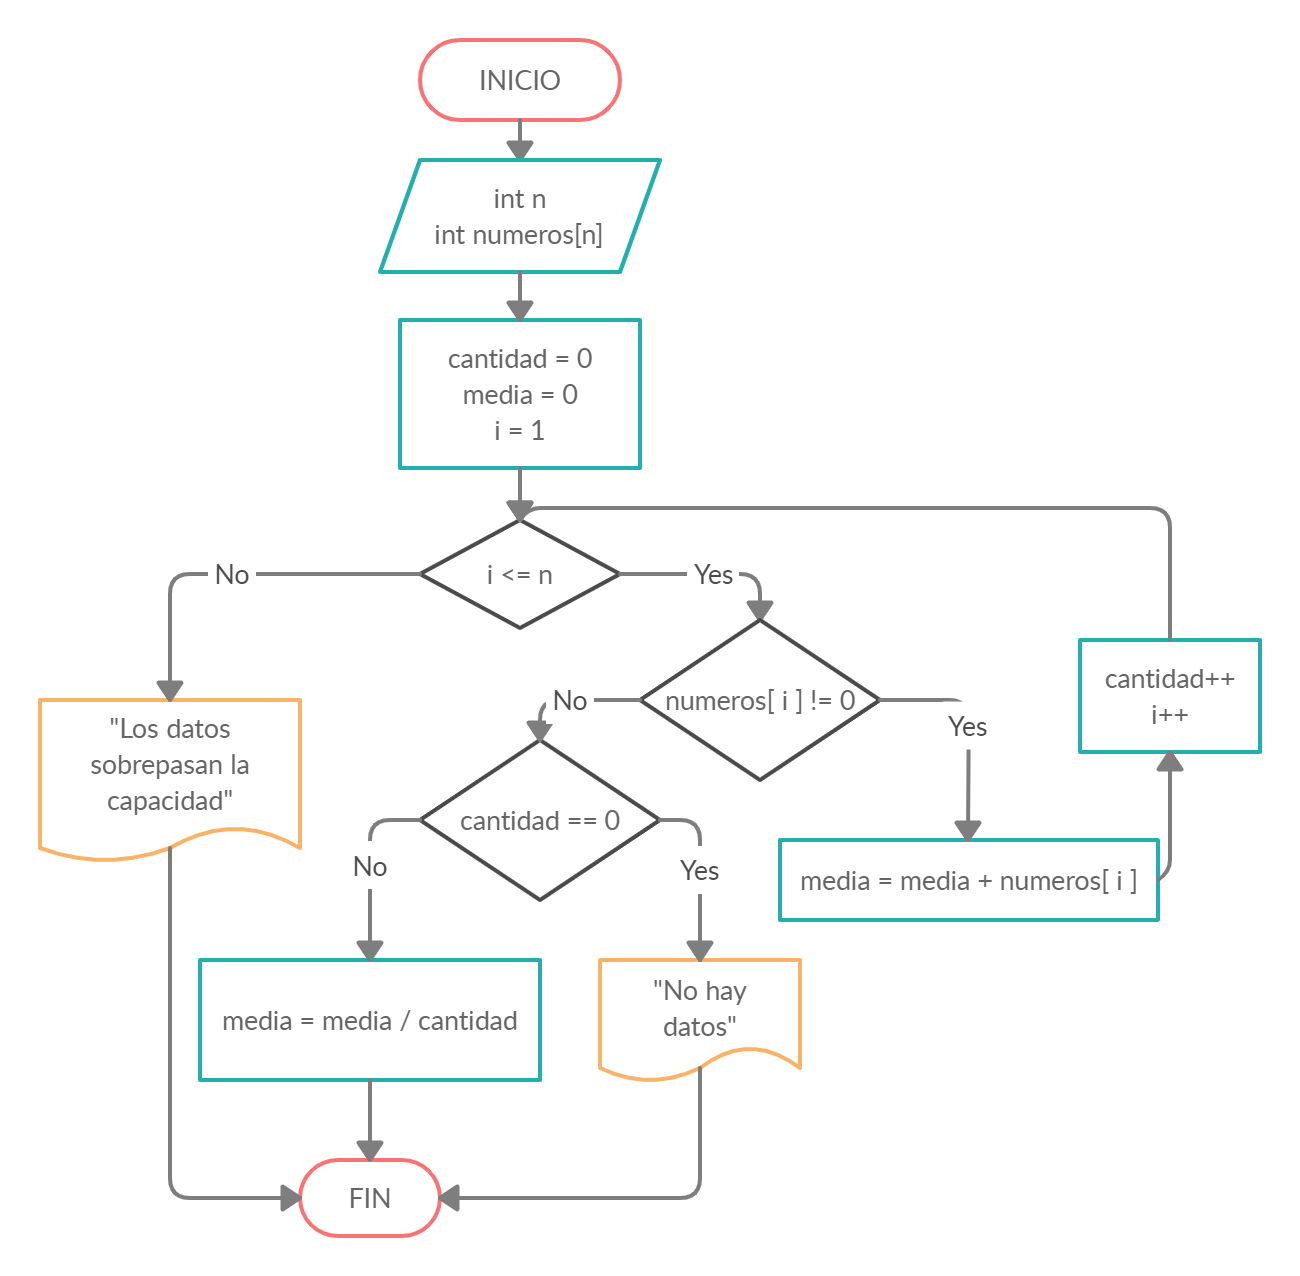 INICIO
int n
int numeros[n]
cantidad = 0
media = 0
i = 1
i <= n
No
Yes
"Los datos
sobrepasan la
capacidad"
numeros[ i ] != 0
No
Yes
cantidad++
i++
cantidad == 0
No
Yes
media = media + numeros[ i ]
media = media / cantidad
"No hay
datos"
FIN